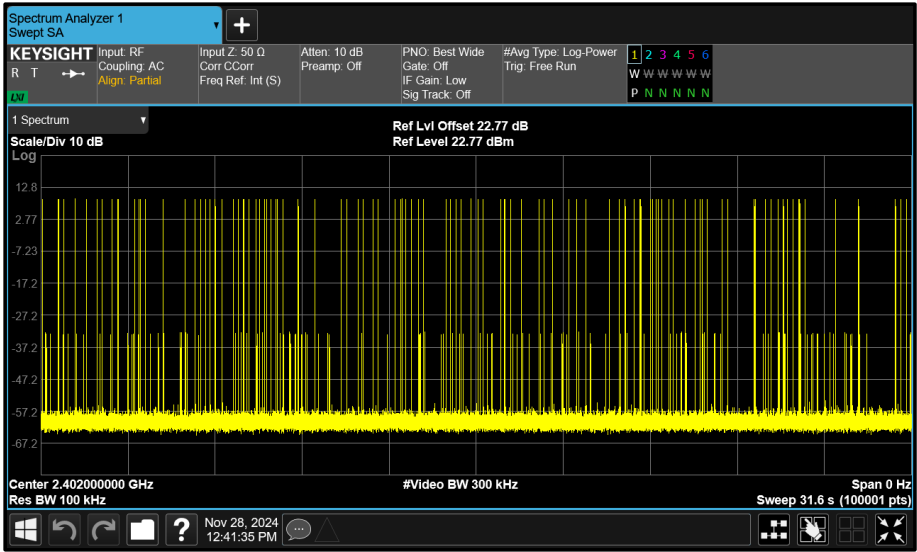 Spectrum Analyzer 1
Swept SA
+
KEYSIGHT
R T
LXI
Input: RF
Coupling: AC
Align: Partial
Input Z: 50 Ω
Corr CCorr
Freq Ref: Int (S)
Atten: 10 dB
Preamp: Off
PNO: Best Wide
Gate: Off
IF Gain: Low
Sig Track: Off
#Avg Type: Log-Power
Trig: Free Run
1 2 3 4 5 6
W W W W W W
P N N N N N
1 Spectrum
Scale/Div 10 dB
Ref Lvl Offset 22.77 dB
Ref Level 22.77 dBm
Log
12.8
2.77
-7.23
-17.2
-27.2
-37.2
-47.2
-57.2
-67.2
Center 2.402000000 GHz
#Video BW 300 kHz
Span 0 Hz
Res BW 100 kHz
Sweep 31.6 s (100001 pts)
?
Nov 28, 2024
12:41:35 PM